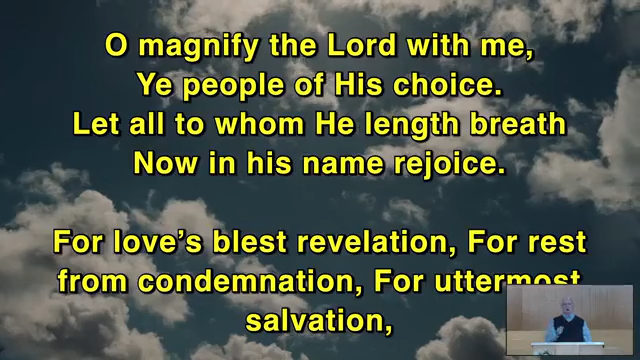 O magnify the Lord with me,
Ye people of His choice.
Let all to whom He length breath
Now in his name rejoice.
For love's blest revelation, For rest
from condemnation, For uttermost
salvation,